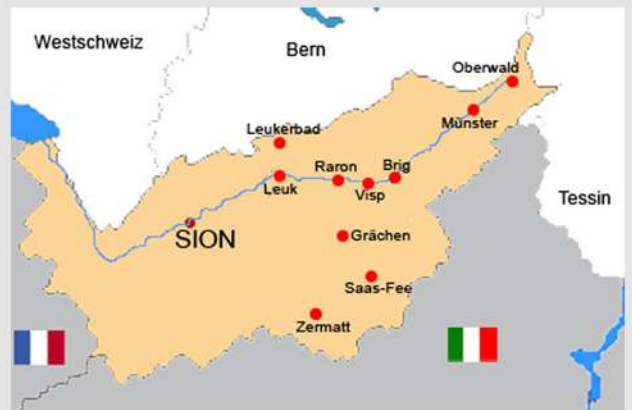 Westschweiz
Bern
Oberwald
Münster
Leukerbad
Raron
Brig
Leuk
Visp
Tessin
SION
Grächen
Saas-Fee
Zermatt